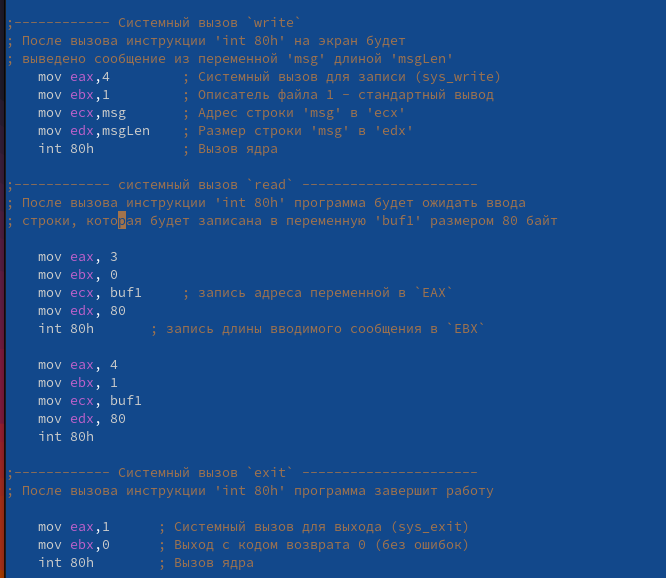 ;------------ Системный вызов `write`
; После вызова инструкции 'int 80h' на экран будет
; выведено сообщение из переменной 'msg' длиной 'msgLen'
mov eax,4 ; Системный вызов для записи (sys_write)
mov ebx,1 ; Описатель файла 1 - стандартный вывод
mov ecx,msg ; Адрес строки 'msg' в 'ecx'
mov edx,msgLen ; Размер строки 'msg' в 'edx'
int 80h ; Вызов ядра
;------------ системный вызов `read` ----------------------
; После вызова инструкции 'int 80h' программа будет ожидать ввода
; строки, которая будет записана в переменную 'buf1' размером 80 байт
mov eax, 3
mov ebx, 0
mov ecx, buf1 ; запись адреса переменной в `EAX`
mov edx, 80
int 80h ; запись длины вводимого сообщения в `EBX`
mov eax, 4
mov ebx, 1
mov ecx, buf1
mov edx, 80
int 80h
;------------ Системный вызов `exit` ----------------------
; После вызова инструкции 'int 80h' программа завершит работу
mov eax,1 ; Системный вызов для выхода (sys_exit)
mov ebx,0 ; Выход с кодом возврата 0 (без ошибок)
int 80h ; Вызов ядра